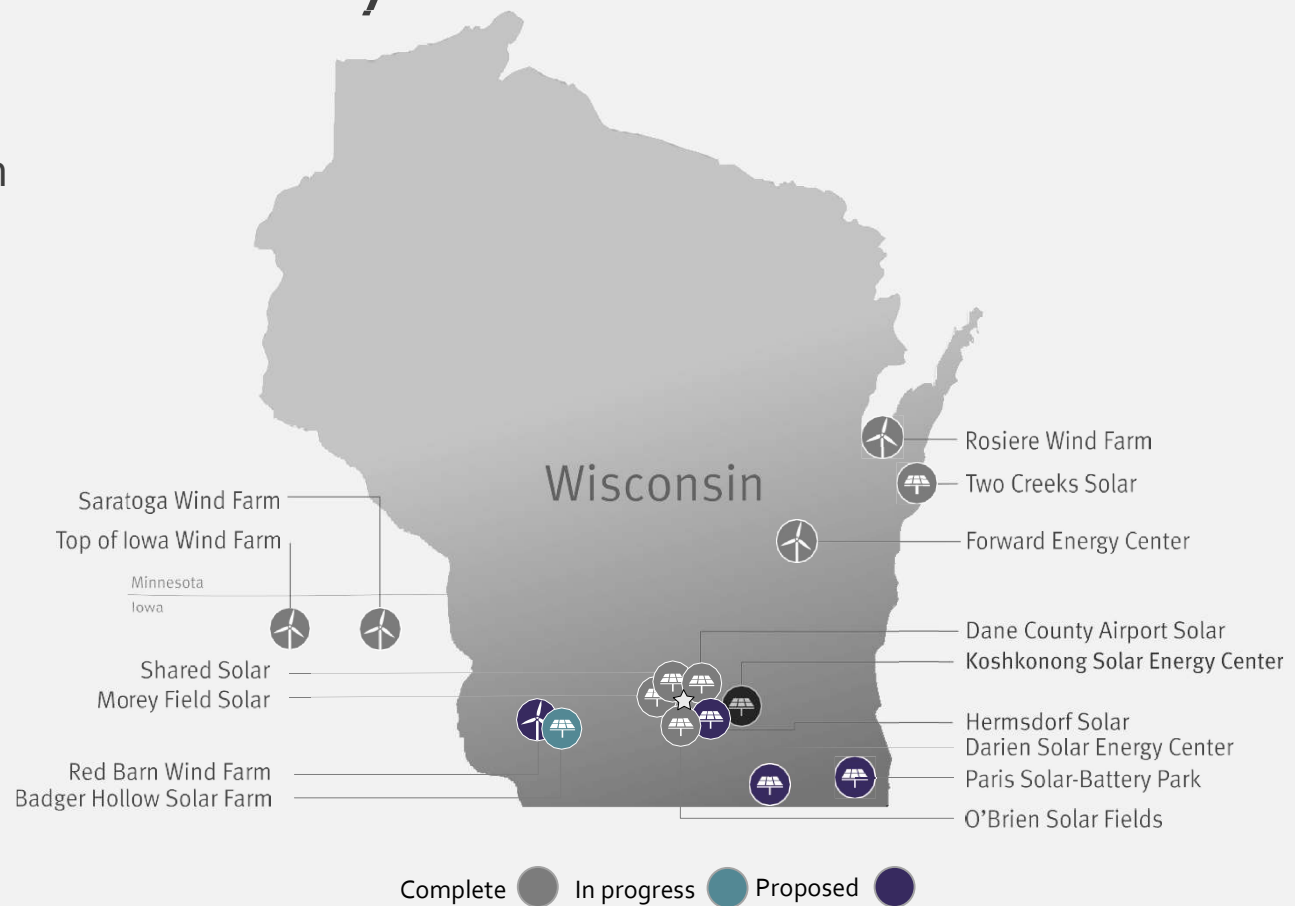 Wisconsin
Saratoga Wind Farm
Top of Iowa Wind Farm
Minnesota
Iowa
Shared Solar
Morey Field Solar
Red Barn Wind Farm
Badger Hollow Solar Farm
Rosiere Wind Farm
Two Creeks Solar
Forward Energy Center
Dane County Airport Solar
Koshkonong Solar Energy Center
Hermsdorf Solar
Darien Solar Energy Center
Paris Solar-Battery Park
O'Brien Solar Fields
Complete In progress Proposed